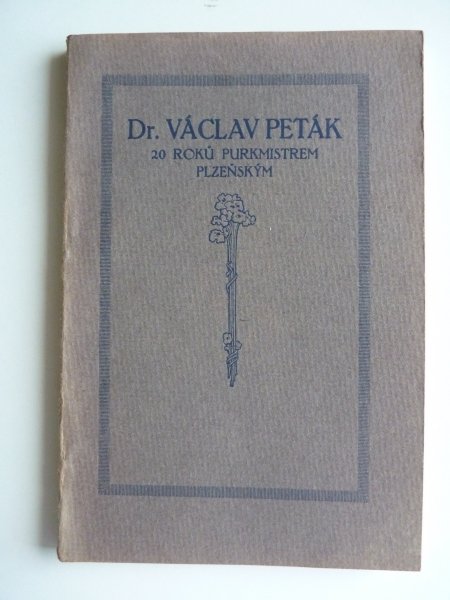 Dr. VÁCLAV PETÁK
20 ROKŮ PURKMISTREM
PLZEŇSKÝM